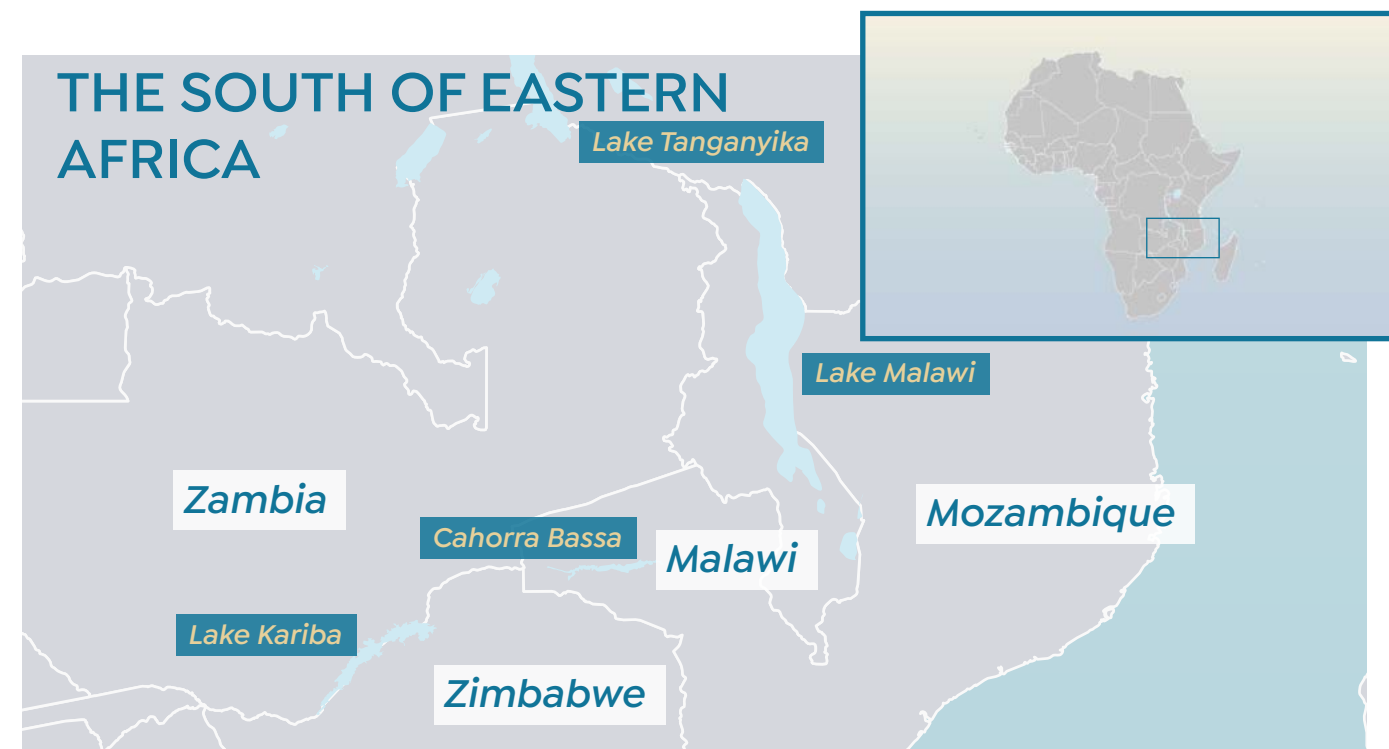 THE SOUTH OF EASTERN
AFRICA
Lake Tanganyika
Lake Malawi
Zambia
Mozambique
Cahorra Bassa
Malawi
Lake Kariba
Zimbabwe